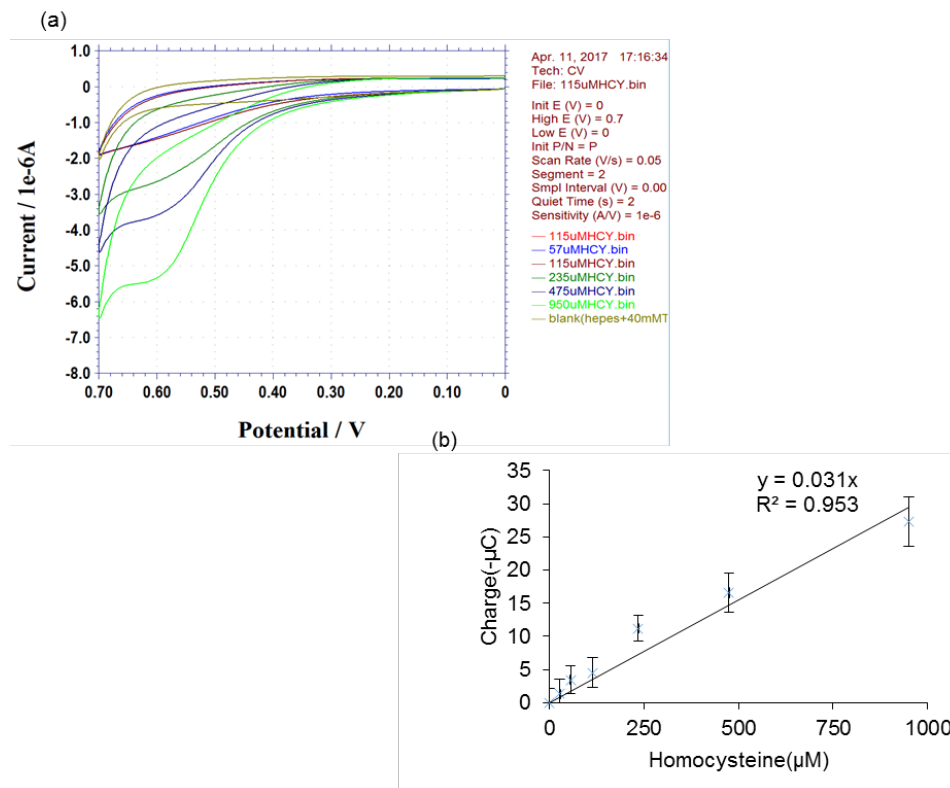 (a)
1.0
0
-1.0
-2.0
-3.0
-4.0
-5.0
-6.0
-7.0
-8.0
Current / 1e-6A
0.70 0.60 0.50 0.40 0.30 0.20 0.10 0
Potential / V
Apr. 11, 2017 17:16:34
Tech: CV
File: 115uMHCY.bin
Init E (V) = 0
High E (V) = 0.7
Low E (V) = 0
Init P/N = P
Scan Rate (V/s) = 0.05
Segment = 2
Smpl Interval (V) = 0.00
Quiet Time (s) = 2
Sensitivity (A/V) = 1e-6
115uMHCY.bin
57uMHCY.bin
115uMHCY.bin
235uMHCY.bin
475uMHCY.bin
950uMHCY.bin
blank(hepes+40mMT
(b)
35
30
25
20
15
10
5
0
Charge(-µC)
y = 0.031x
R² = 0.953
0 250 500 750 1000
Homocysteine(µM)